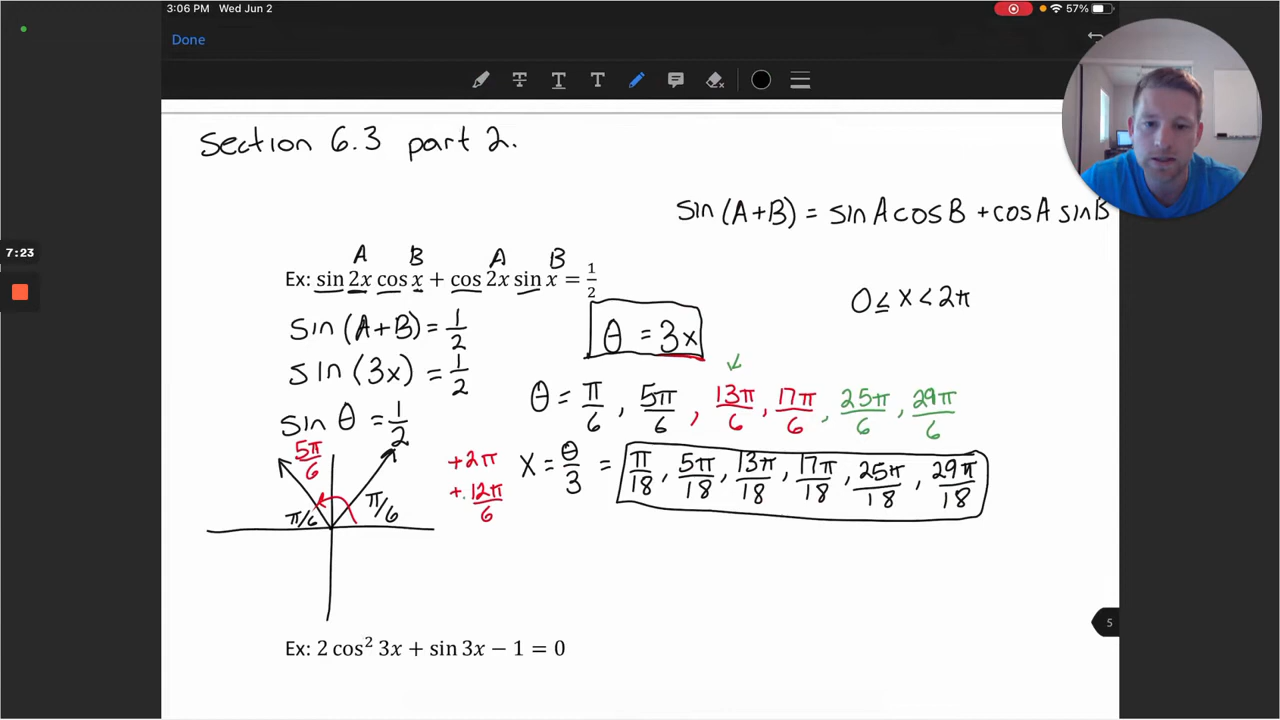 3:06 PM Wed Jun 2
57%
Done
Section 6.3 part 2.
sin (A+B) = sin A cos B + cos A sin B
A B A B
Ex: sin 2x cos x + cos 2x sin x = 1/2
0 ≤ x < 2π
7:23
sin (A+B) = 1/2
θ = 3x
sin (3x) = 1/2
θ = π/6, 5π/6, 13π/6, 17π/6, 25π/6, 29π/6
sin θ = 1/2
5π/6
+2π
x = θ/3 = π/18, 5π/18, 13π/18, 17π/18, 25π/18, 29π/18
+12π/6
π/6 π/6
Ex: 2 cos² 3x + sin 3x − 1 = 0
5